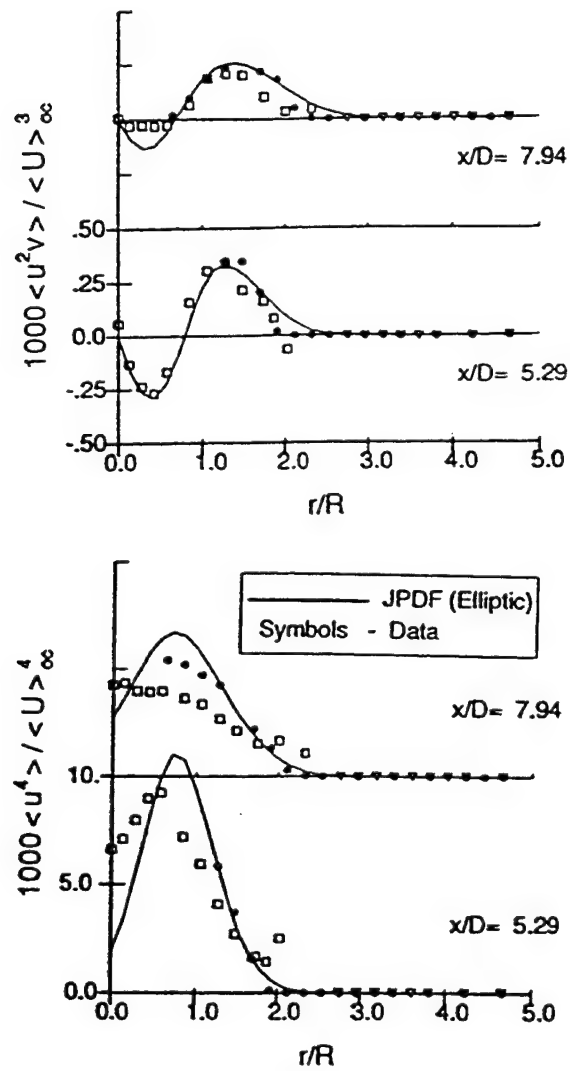 1000 <u²v> / <U>³∝
x/D= 7.94
.50
.25
0.0
-.25
-.50
x/D= 5.29
0.0 1.0 2.0 3.0 4.0 5.0
r/R
JPDF (Elliptic)
Symbols - Data
1000 <u⁴> / <U>⁴∝
x/D= 7.94
10.
5.0
0.0
x/D= 5.29
0.0 1.0 2.0 3.0 4.0 5.0
r/R